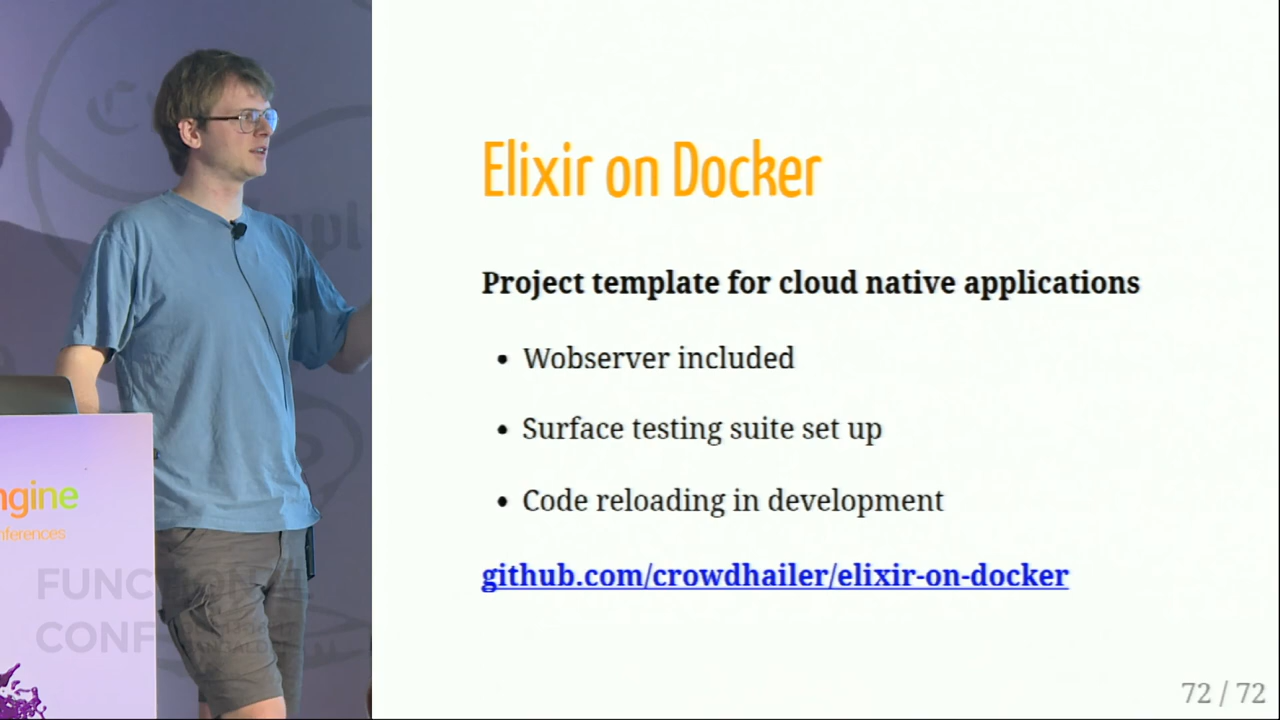 Elixir on Docker
Project template for cloud native applications
• Wobserver included
• Surface testing suite set up
• Code reloading in development
github.com/crowdhailer/elixir-on-docker
72 / 72
ngine
nferences
FUNCTIONAL
CONF